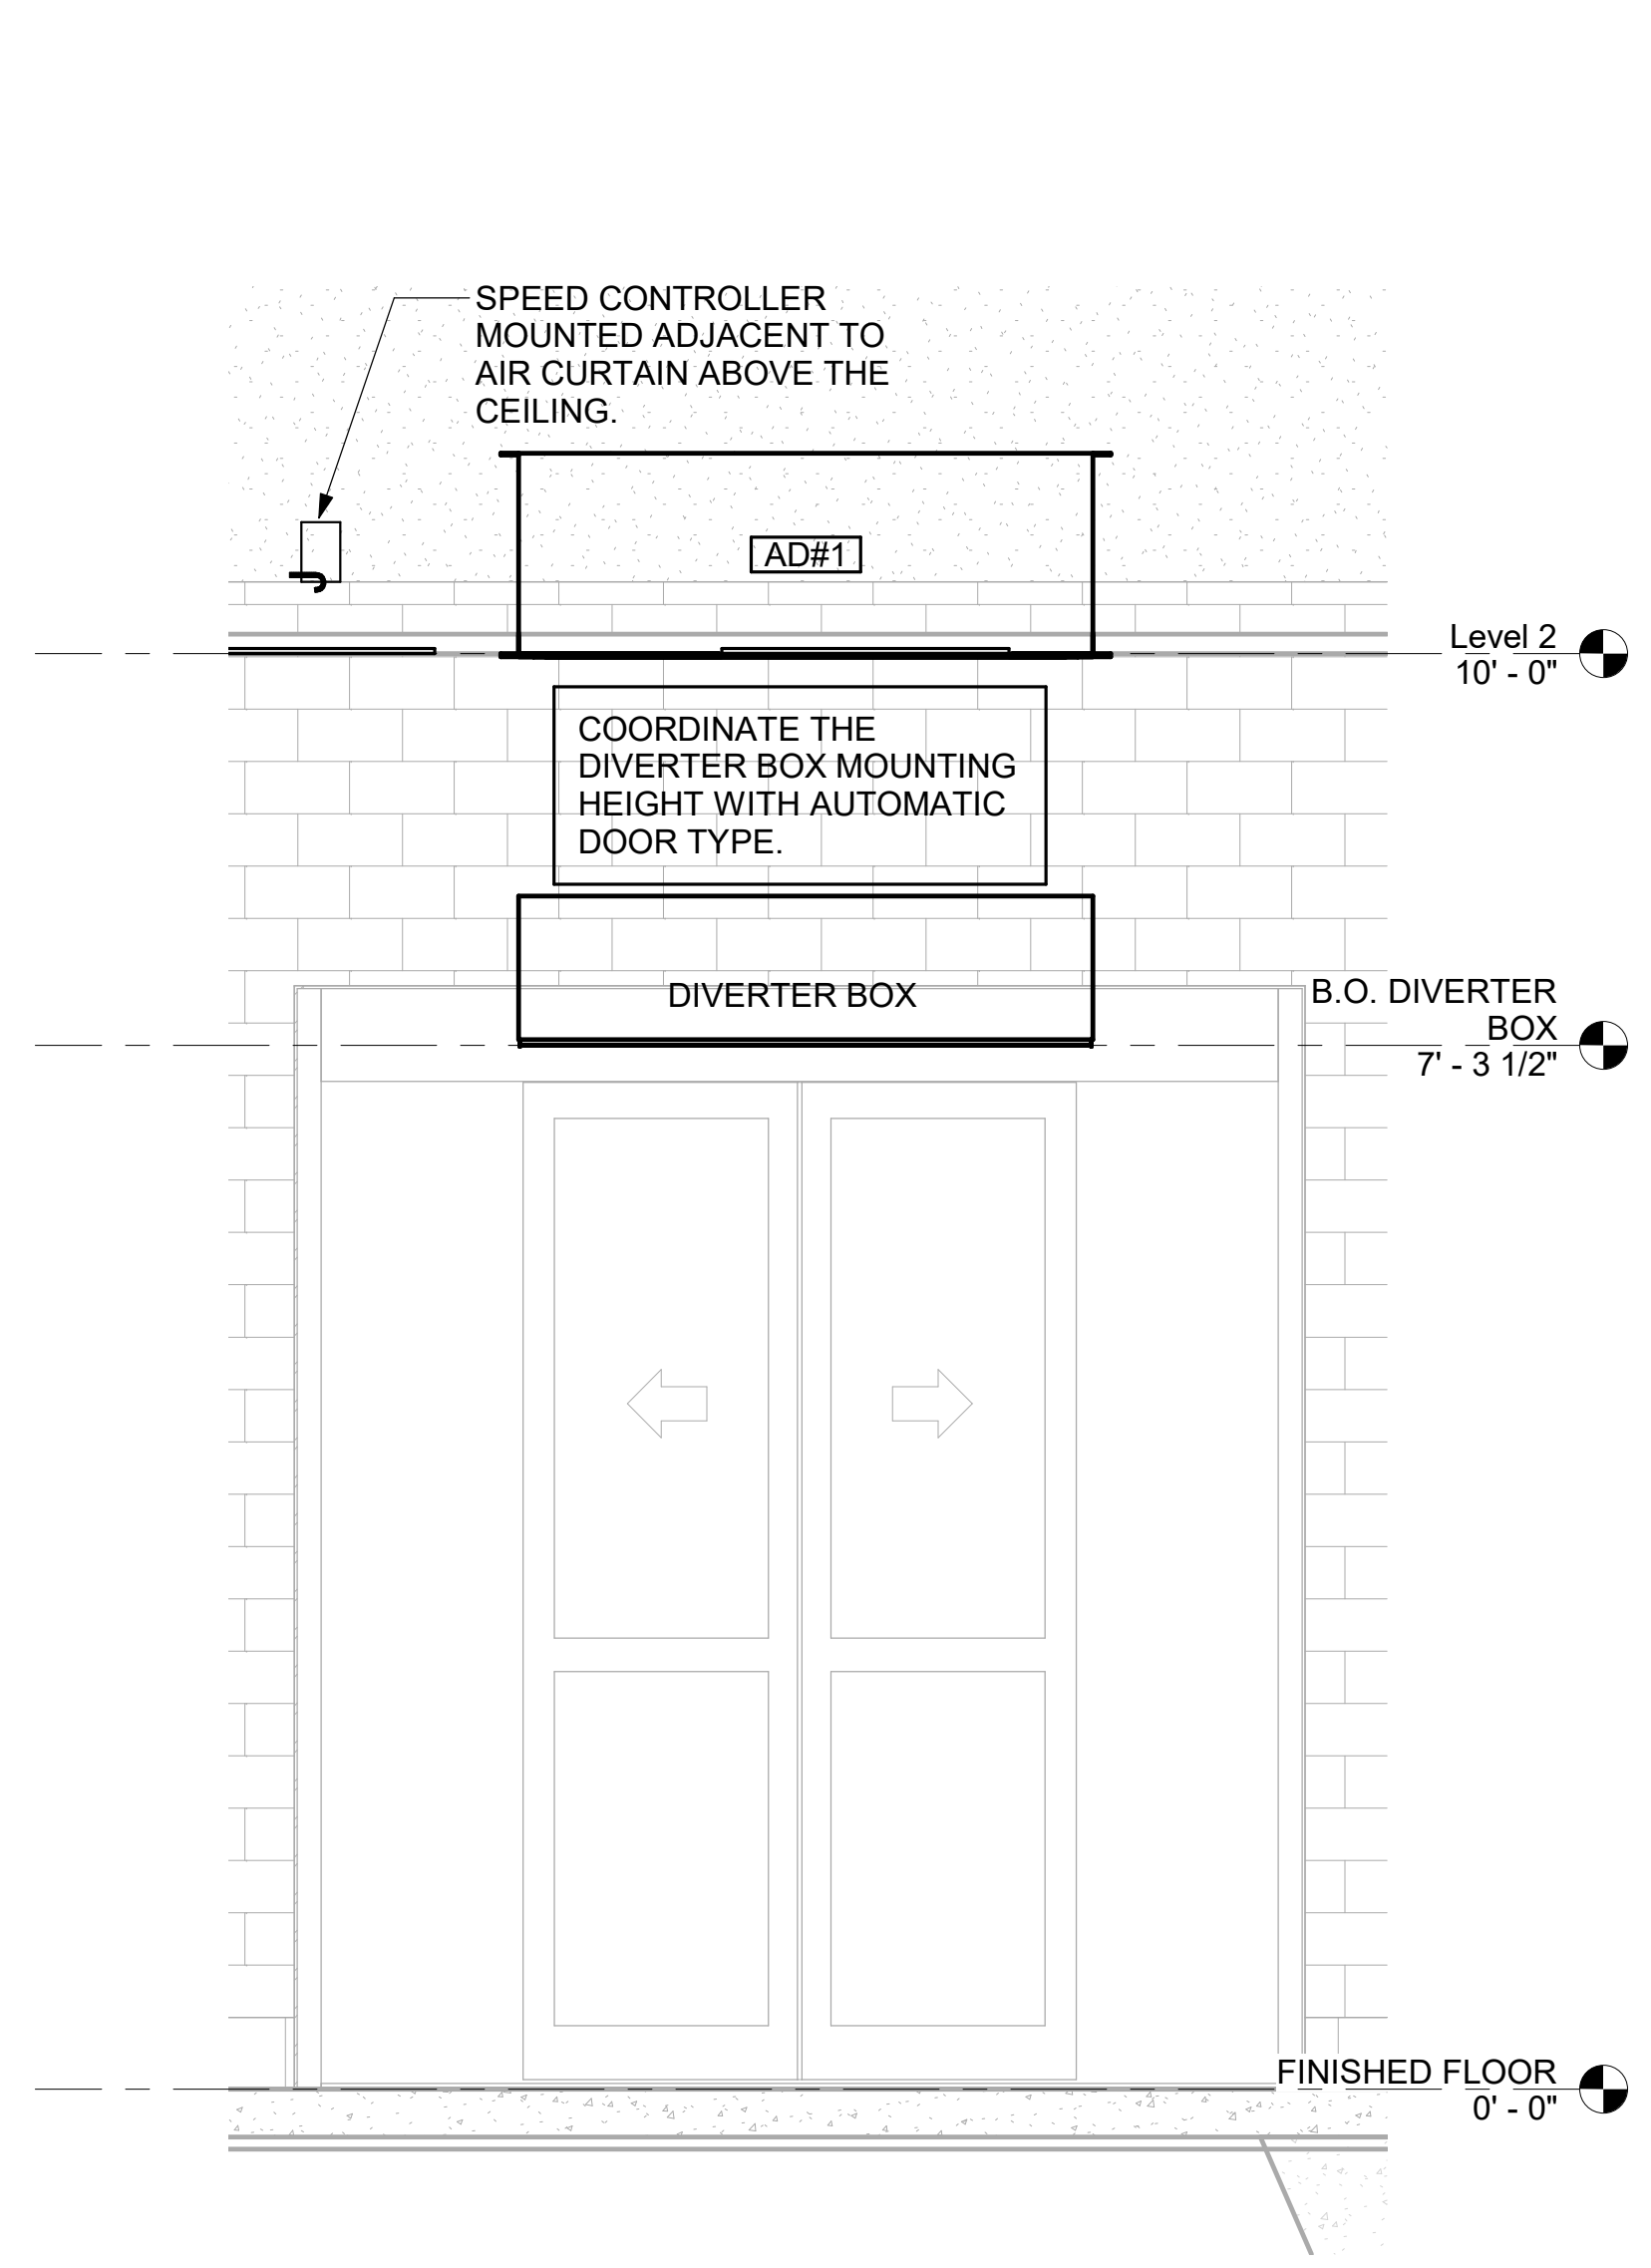 SPEED CONTROLLER
MOUNTED ADJACENT TO
AIR CURTAIN ABOVE THE
CEILING.
AD#1
Level 2
10' - 0"
COORDINATE THE
DIVERTER BOX MOUNTING
HEIGHT WITH AUTOMATIC
DOOR TYPE.
DIVERTER BOX
B.O. DIVERTER
BOX
7' - 3 1/2"
FINISHED FLOOR
0' - 0"